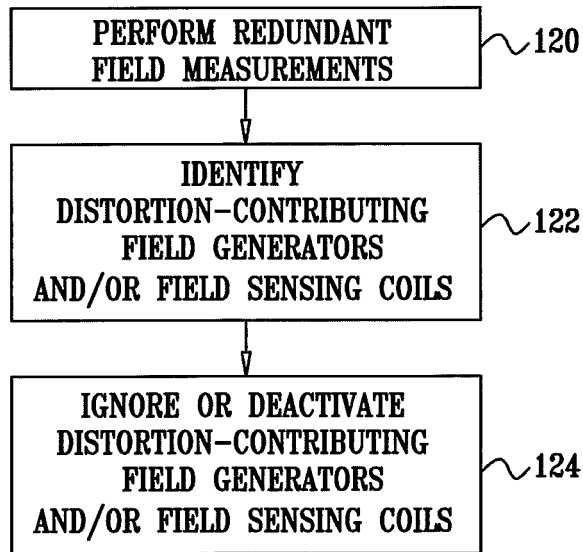 PERFORM REDUNDANT
FIELD MEASUREMENTS
120
IDENTIFY
DISTORTION-CONTRIBUTING
FIELD GENERATORS
AND/OR FIELD SENSING COILS
122
IGNORE OR DEACTIVATE
DISTORTION-CONTRIBUTING
FIELD GENERATORS
AND/OR FIELD SENSING COILS
124